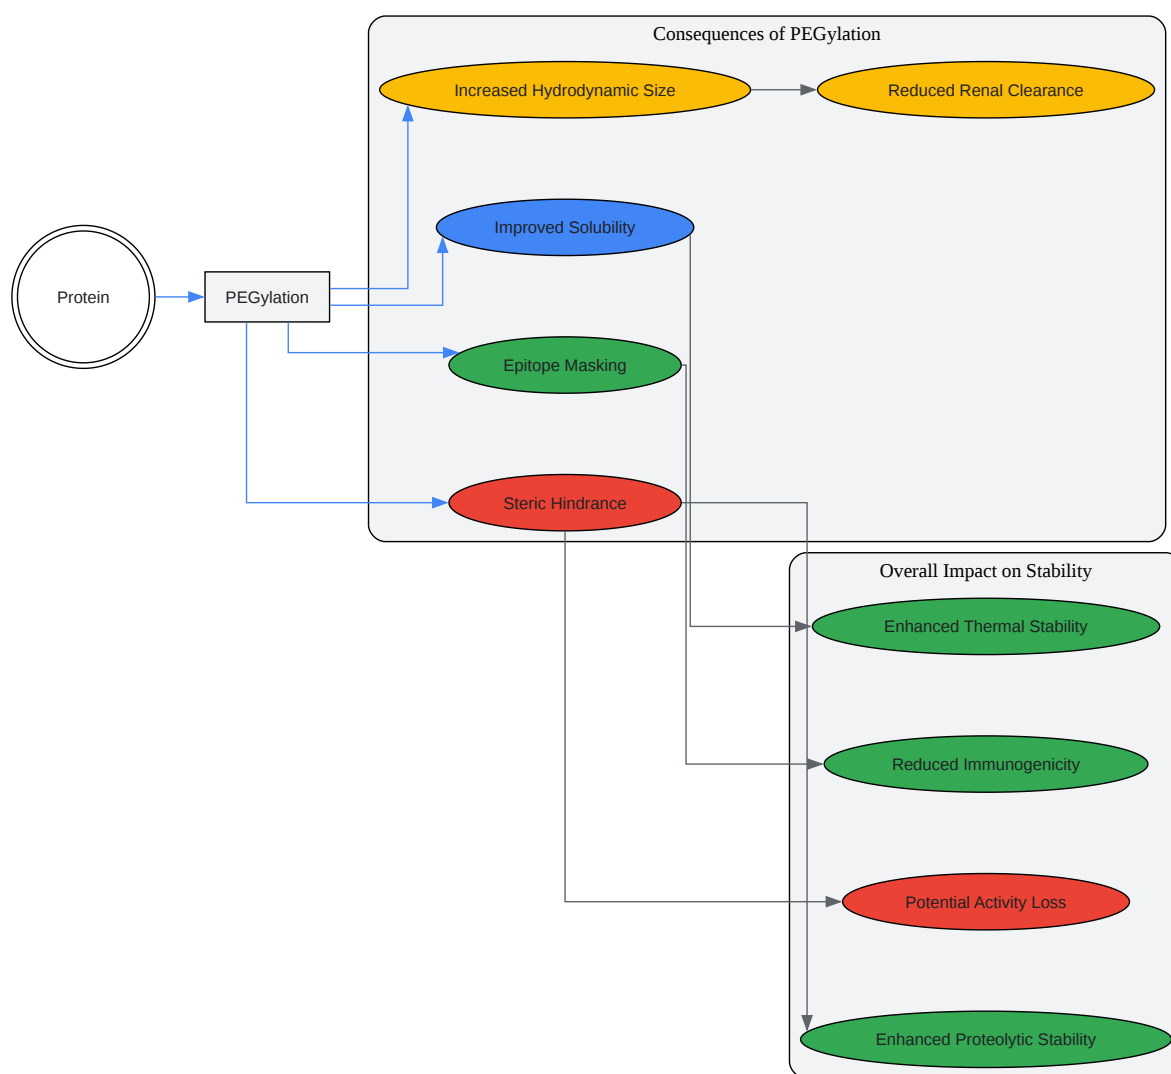 Consequences of PEGylation
Increased Hydrodynamic Size
Reduced Renal Clearance
Improved Solubility
Protein
PEGylation
Epitope Masking
Steric Hindrance
Overall Impact on Stability
Enhanced Thermal Stability
Reduced Immunogenicity
Potential Activity Loss
Enhanced Proteolytic Stability